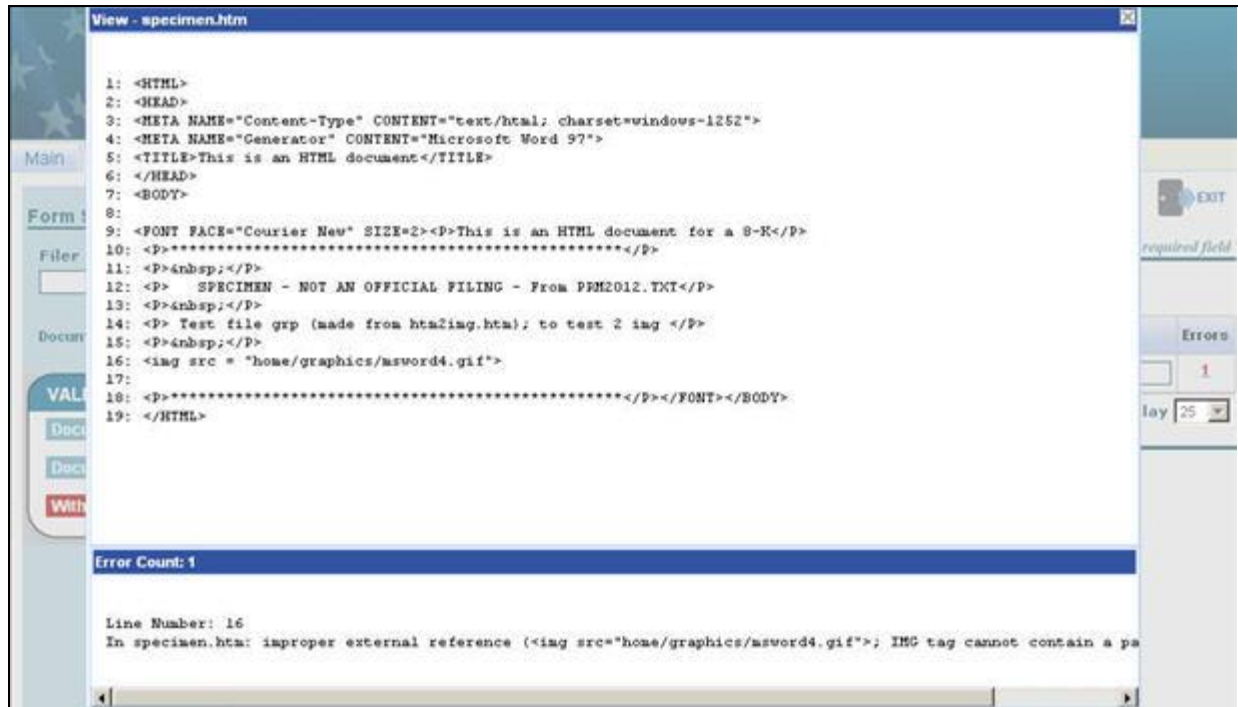 View - specimen.htm
1: <HTML>
2: <HEAD>
3: <META NAME="Content-Type" CONTENT="text/html; charset=windows-1252">
4: <META NAME="Generator" CONTENT="Microsoft Word 97">
5: <TITLE>This is an HTML document</TITLE>
6: </HEAD>
7: <BODY>
8:
9: <FONT FACE="Courier New" SIZE=2><P>This is an HTML document for a 8-K</P>
10: <P>*************************************************</P>
11: <P>&nbsp;</P>
12: <P>   SPECIMEN - NOT AN OFFICIAL FILING - From PRM2012.TXT</P>
13: <P>&nbsp;</P>
14: <P> Test file grp (made from htm2img.htm); to test 2 img </P>
15: <P>&nbsp;</P>
16: <img src = "home/graphics/msword4.gif">
17:
18: <P>*************************************************</P></FONT></BODY>
19: </HTML>
Main
Form S
EXIT
Filer
required field
Docum
Errors
1
VALI
lay 25
Docu
Docu
With
Error Count: 1
Line Number: 16
In specimen.htm: improper external reference (<img src="home/graphics/msword4.gif">; IMG tag cannot contain a pa